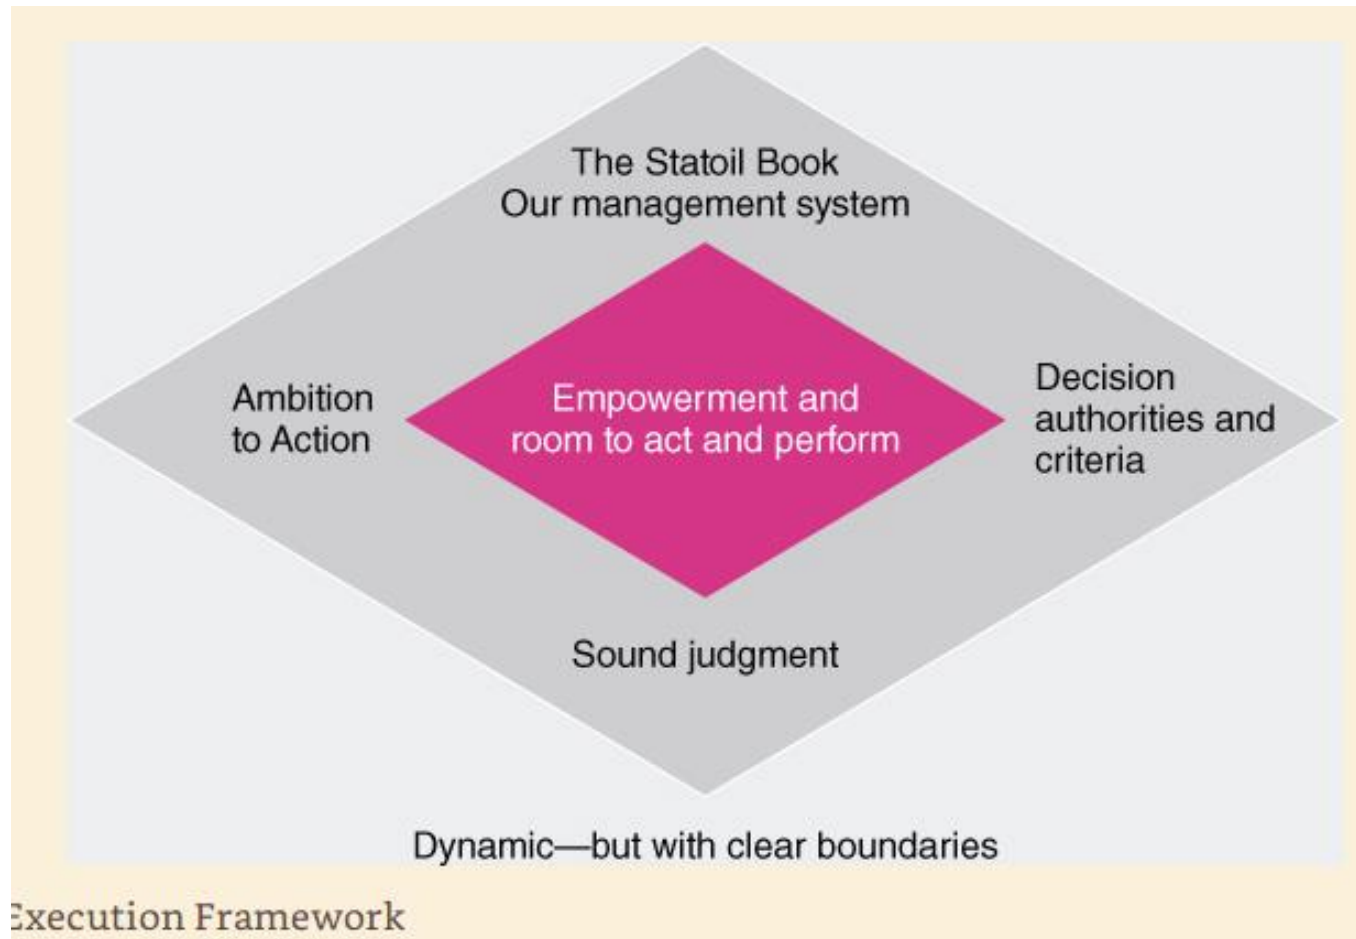 The Statoil Book
Our management system
Ambition
to Action
Empowerment and
room to act and perform
Decision
authorities and
criteria
Sound judgment
Dynamic—but with clear boundaries
Execution Framework